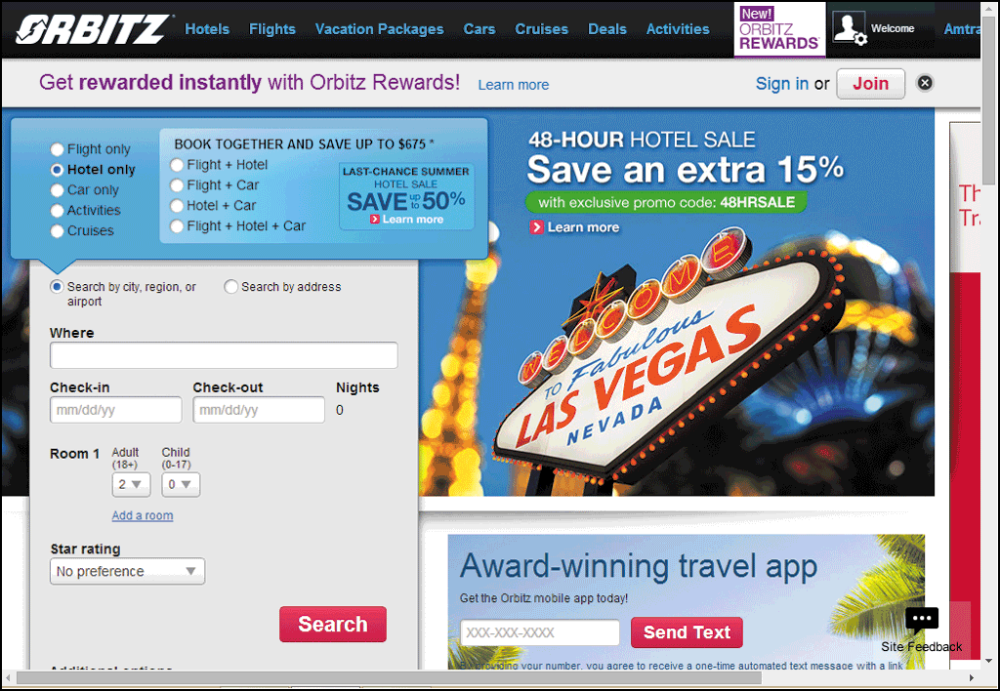 ORBITZ
Hotels Flights Vacation Packages Cars Cruises Deals Activities
New!
ORBITZ
REWARDS
Welcome
Amtra
Get rewarded instantly with Orbitz Rewards! Learn more
Sign in or Join
Flight only
Hotel only
Car only
Activities
Cruises
BOOK TOGETHER AND SAVE UP TO $675 *
Flight + Hotel
Flight + Car
Hotel + Car
Flight + Hotel + Car
LAST-CHANCE SUMMER
HOTEL SALE
SAVE up to 50%
Learn more
48-HOUR HOTEL SALE
Save an extra 15%
with exclusive promo code: 48HRSALE
Learn more
Th
Tra
WELCOME
TO Fabulous
LAS VEGAS
NEVADA
Search by city, region, or
airport
Search by address
Where
Check-in Check-out Nights
mm/dd/yy mm/dd/yy 0
Room 1 Adult Child
(18+) (0-17)
2 0
Add a room
Star rating
No preference
Search
Additional options
Award-winning travel app
Get the Orbitz mobile app today!
XXX-XXX-XXXX Send Text
By providing your number, you agree to receive a one-time automated text message with a link
Site Feedback